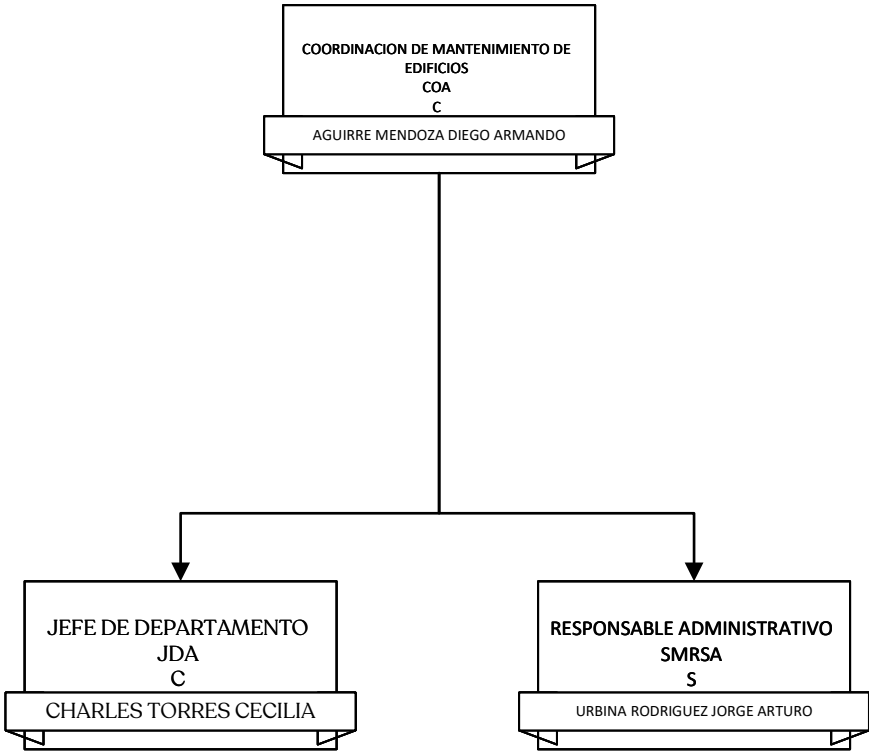 COORDINACION DE MANTENIMIENTO DE
EDIFICIOS
COA
C
AGUIRRE MENDOZA DIEGO ARMANDO
JEFE DE DEPARTAMENTO
JDA
C
CHARLES TORRES CECILIA
RESPONSABLE ADMINISTRATIVO
SMRSA
S
URBINA RODRIGUEZ JORGE ARTURO